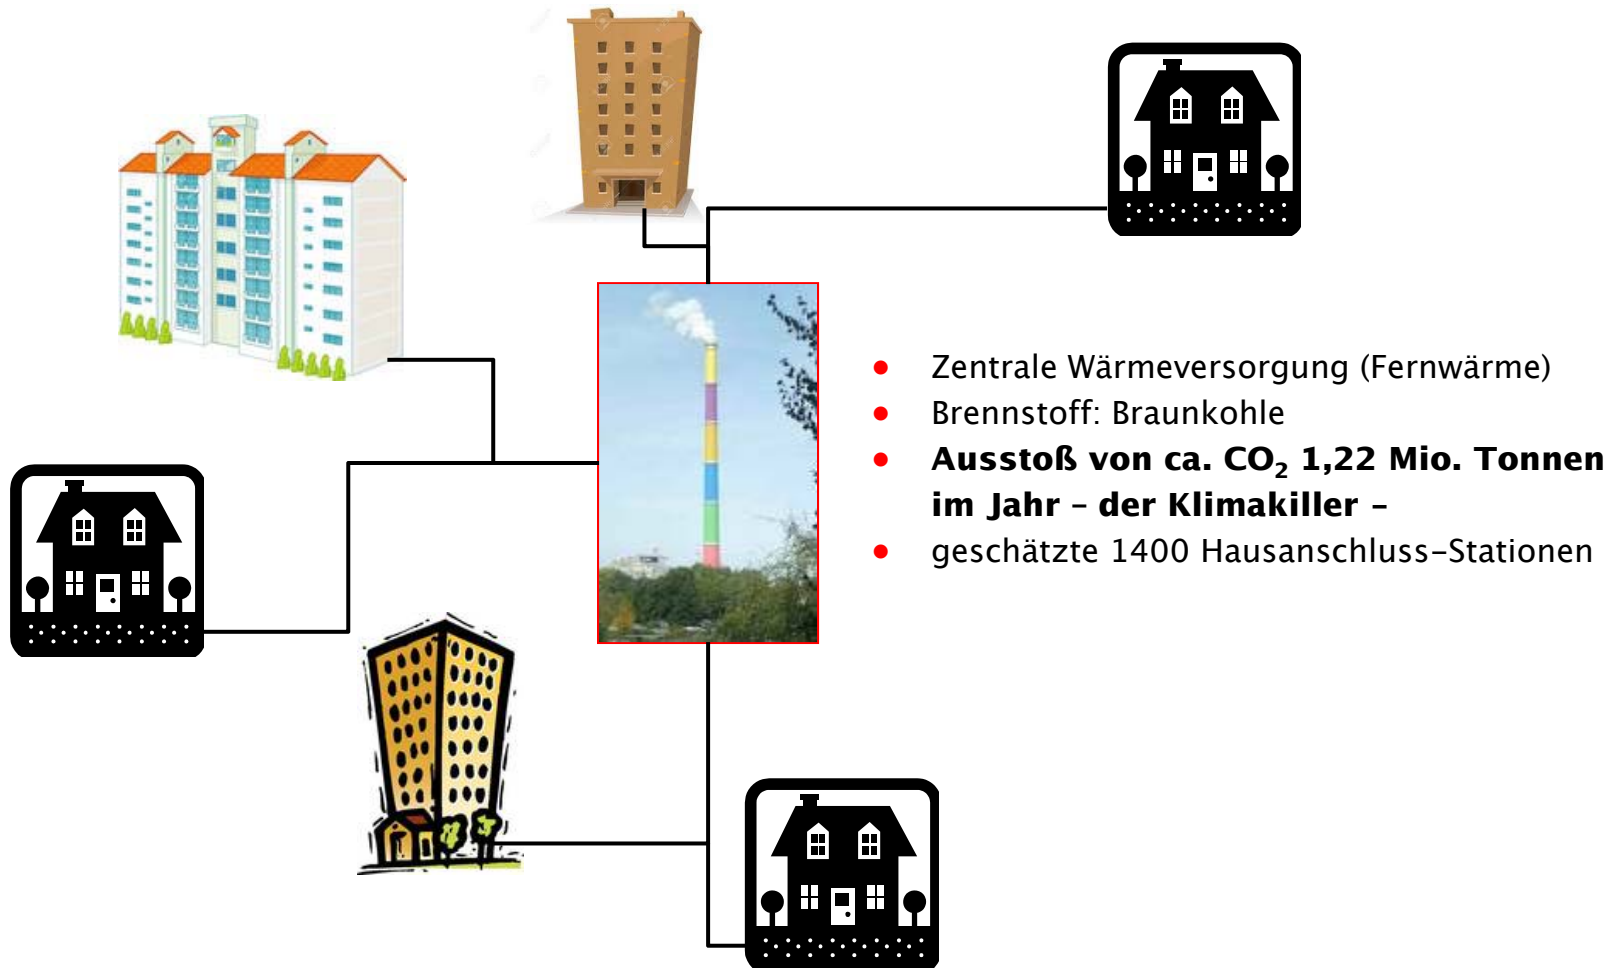 Zentrale Wärmeversorgung (Fernwärme)
Brennstoff: Braunkohle
Ausstoß von ca. CO₂ 1,22 Mio. Tonnen
im Jahr – der Klimakiller –
geschätzte 1400 Hausanschluss-Stationen